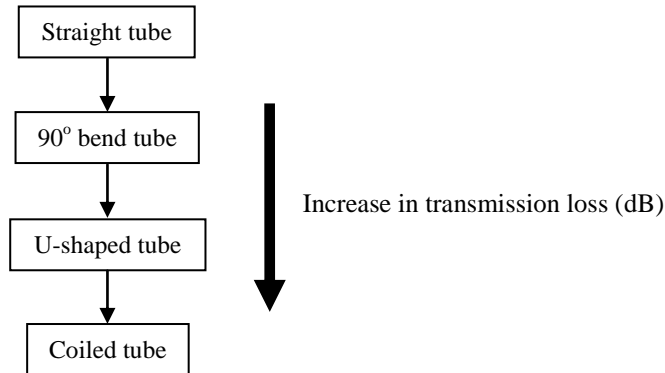 Straight tube
90° bend tube
Increase in transmission loss (dB)
U-shaped tube
Coiled tube